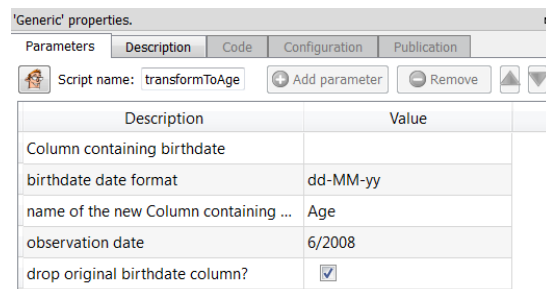 'Generic' properties.
Parameters Description Code Configuration Publication
Script name: transformToAge Add parameter Remove
Description Value
Column containing birthdate
birthdate date format dd-MM-yy
name of the new Column containing ... Age
observation date 6/2008
drop original birthdate column?